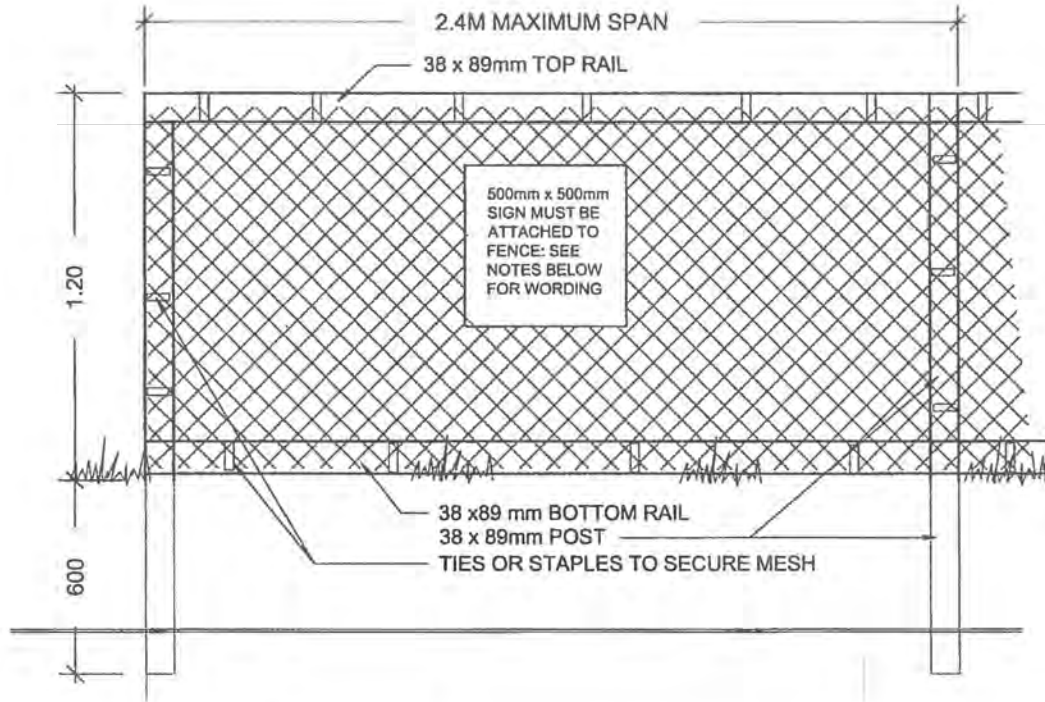 2.4M MAXIMUM SPAN
38 x 89mm TOP RAIL
500mm x 500mm
SIGN MUST BE
ATTACHED TO
FENCE: SEE
NOTES BELOW
FOR WORDING
1.20
600
38 x89 mm BOTTOM RAIL
38 x 89mm POST
TIES OR STAPLES TO SECURE MESH